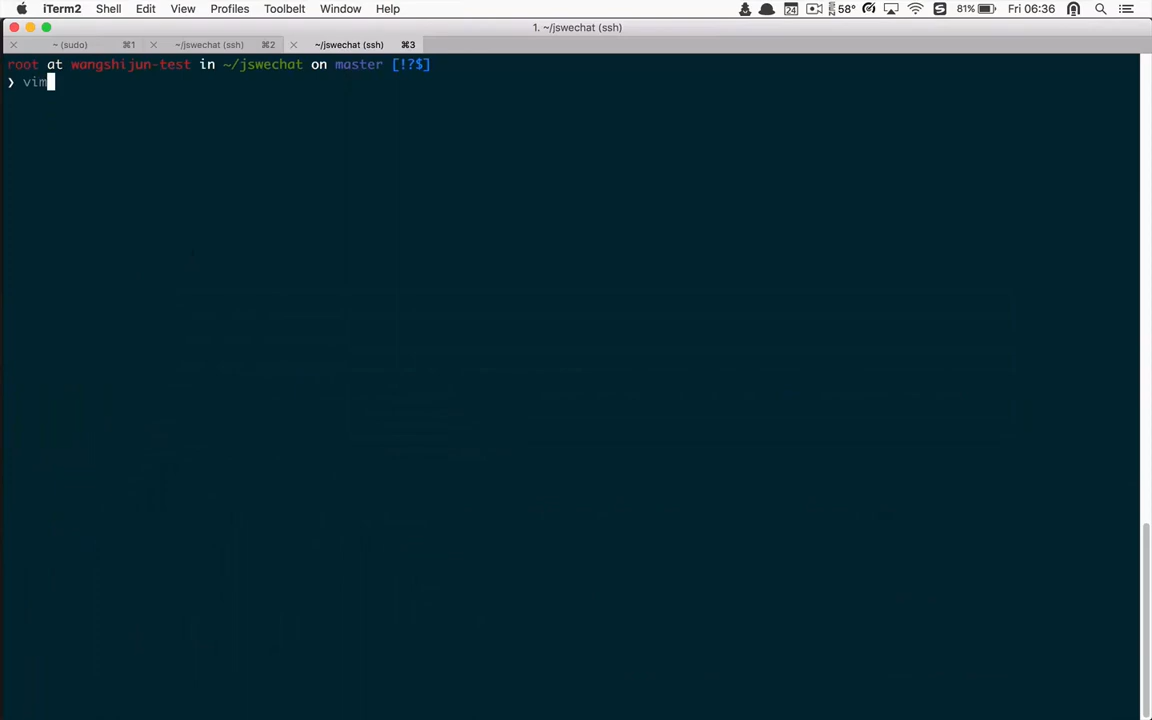 iTerm2 Shell Edit View Profiles Toolbelt Window Help 24 58° 81% Fri 06:36
1. ~/jswechat (ssh)
~ (sudo) ⌘1 ~/jswechat (ssh) ⌘2 ~/jswechat (ssh) ⌘3
root at wangshijun-test in ~/jswechat on master [!?$]
❯ vim